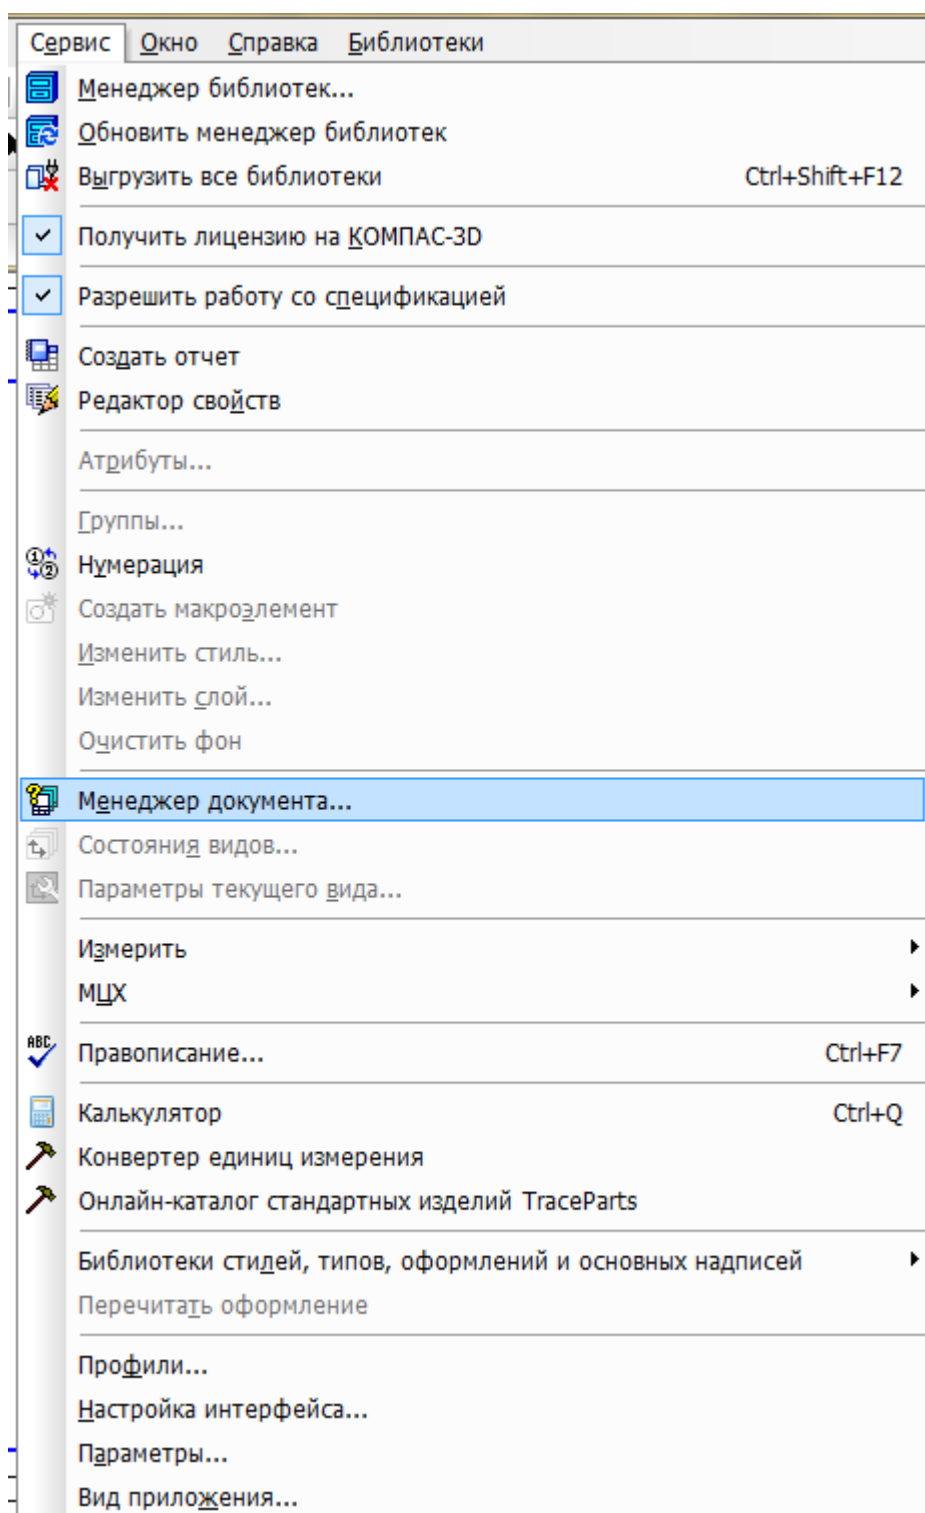 Сервис Окно Справка Библиотеки
Менеджер библиотек...
Обновить менеджер библиотек
Выгрузить все библиотеки Ctrl+Shift+F12
Получить лицензию на КОМПАС-3D
Разрешить работу со спецификацией
Создать отчет
Редактор свойств
Атрибуты...
Группы...
Нумерация
Создать макроэлемент
Изменить стиль...
Изменить слой...
Очистить фон
Менеджер документа...
Состояния видов...
Параметры текущего вида...
Измерить
МЦХ
ABC Правописание... Ctrl+F7
Калькулятор Ctrl+Q
Конвертер единиц измерения
Онлайн-каталог стандартных изделий TraceParts
Библиотеки стилей, типов, оформлений и основных надписей
Перечитать оформление
Профили...
Настройка интерфейса...
Параметры...
Вид приложения...